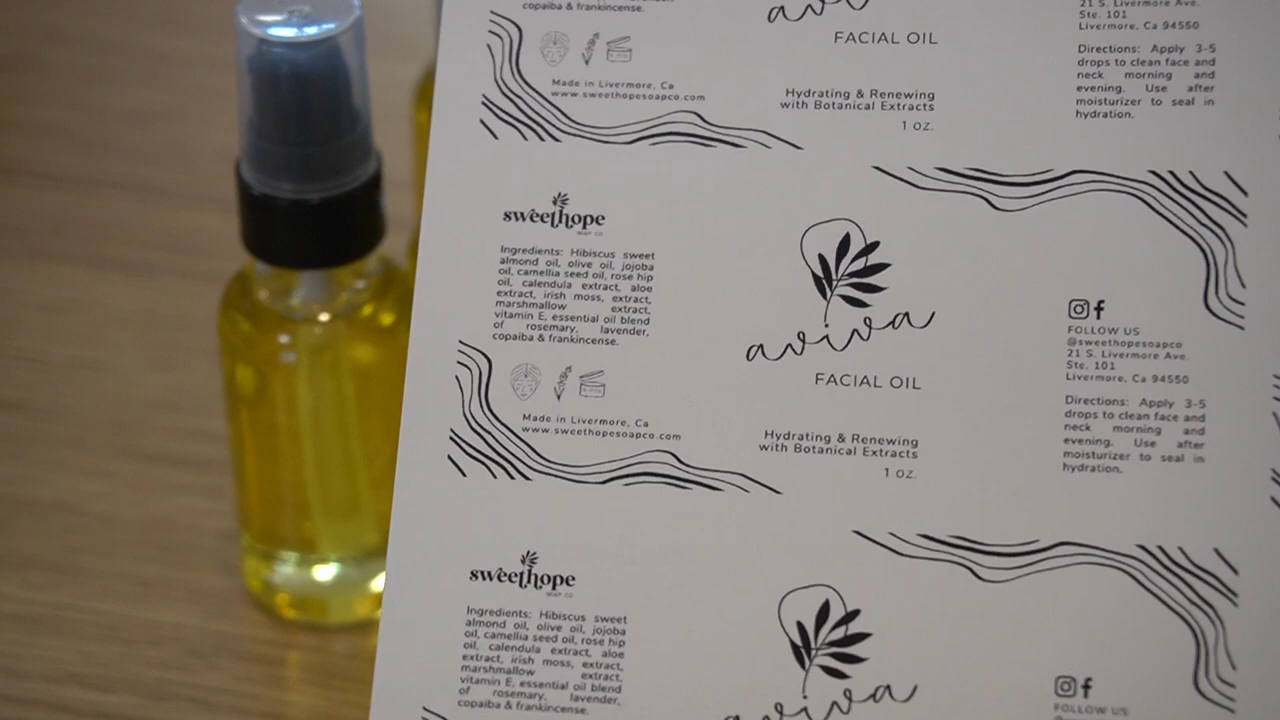 copaiba & frankincense.
Made in Livermore, Ca
www.sweethopesoapco.com
aviva
FACIAL OIL
Hydrating & Renewing
with Botanical Extracts
1 oz.
21 S. Livermore Ave.
Ste. 101
Livermore, Ca 94550
Directions: Apply 3-5
drops to clean face and
neck morning and
evening. Use after
moisturizer to seal in
hydration.
sweethope
SOAP CO
Ingredients: Hibiscus sweet
almond oil, olive oil, jojoba
oil, camellia seed oil, rose hip
oil, calendula extract, aloe
extract, irish moss, extract,
marshmallow extract,
vitamin E, essential oil blend
of rosemary, lavender,
copaiba & frankincense.
Made in Livermore, Ca
www.sweethopesoapco.com
aviva
FACIAL OIL
Hydrating & Renewing
with Botanical Extracts
1 oz.
FOLLOW US
@sweethopesoapco
21 S. Livermore Ave.
Ste. 101
Livermore, Ca 94550
Directions: Apply 3-5
drops to clean face and
neck morning and
evening. Use after
moisturizer to seal in
hydration.
sweethope
SOAP CO
Ingredients: Hibiscus sweet
almond oil, olive oil, jojoba
oil, camellia seed oil, rose hip
oil, calendula extract, aloe
extract, irish moss, extract,
marshmallow extract,
vitamin E, essential oil blend
of rosemary, lavender,
copaiba & frankincense.
aviva
FOLLOW US